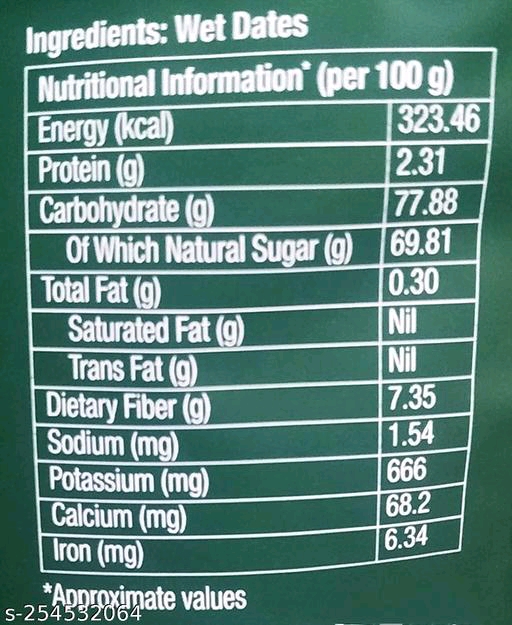 Ingredients: Wet Dates
Nutritional Information* (per 100 g)
Energy (kcal) 323.46
Protein (g) 2.31
Carbohydrate (g) 77.88
Of Which Natural Sugar (g) 69.81
Total Fat (g) 0.30
Saturated Fat (g) Nil
Trans Fat (g) Nil
Dietary Fiber (g) 7.35
Sodium (mg) 1.54
Potassium (mg) 666
Calcium (mg) 68.2
Iron (mg) 6.34
*Approximate values
s-254532064